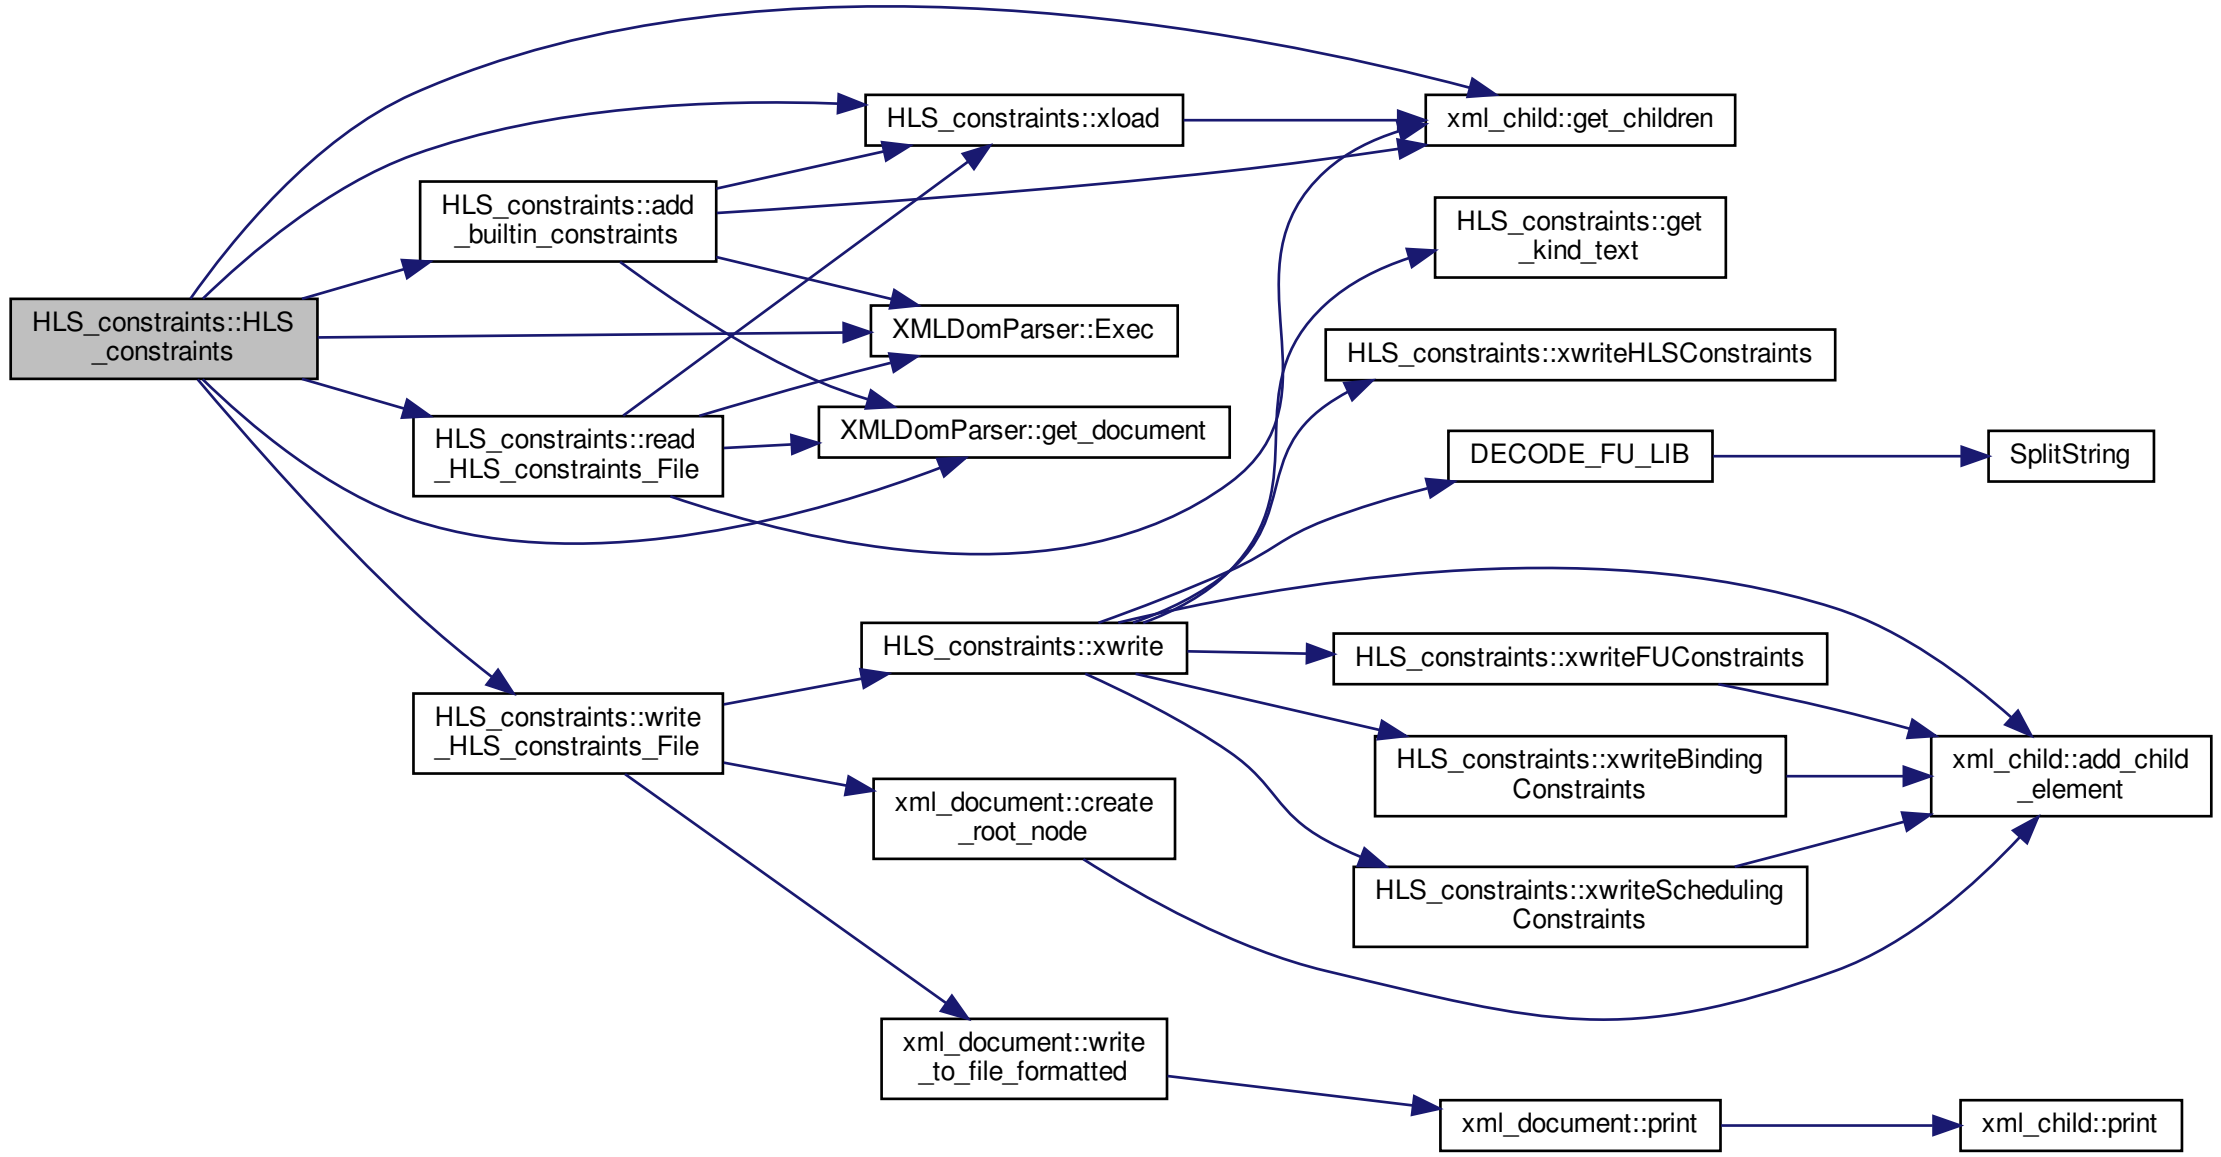 HLS_constraints::HLS
_constraints
HLS_constraints::add
_builtin_constraints
HLS_constraints::read
_HLS_constraints_File
HLS_constraints::write
_HLS_constraints_File
HLS_constraints::xload
XMLDomParser::Exec
XMLDomParser::get_document
HLS_constraints::xwrite
xml_document::create
_root_node
xml_document::write
_to_file_formatted
xml_child::get_children
HLS_constraints::get
_kind_text
HLS_constraints::xwriteHLSConstraints
DECODE_FU_LIB
HLS_constraints::xwriteFUConstraints
HLS_constraints::xwriteBinding
Constraints
HLS_constraints::xwriteScheduling
Constraints
xml_document::print
SplitString
xml_child::add_child
_element
xml_child::print